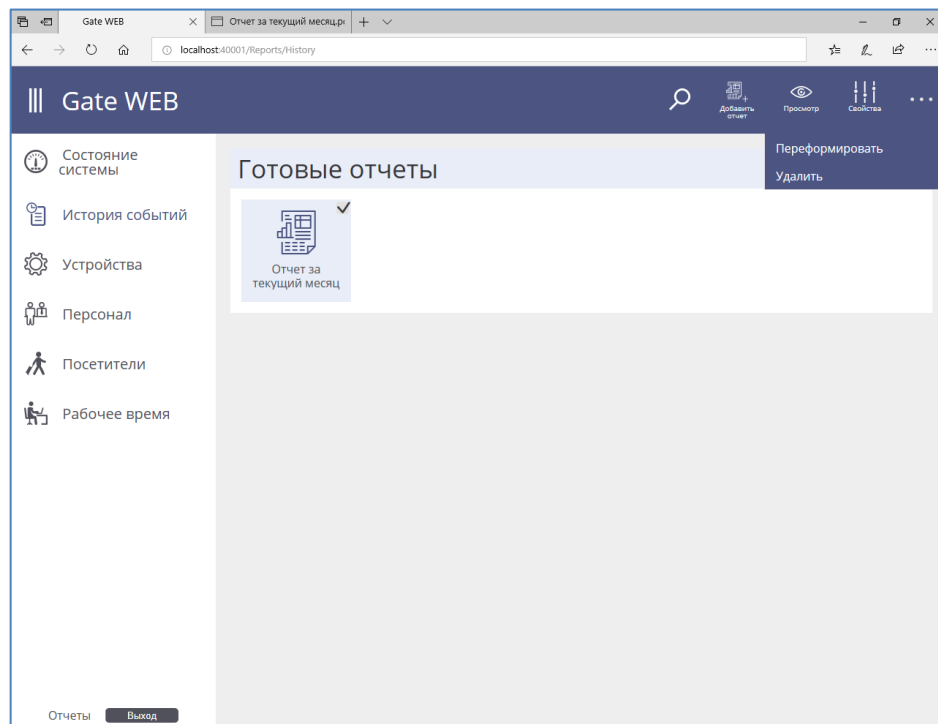 Gate WEB
Отчет за текущий месяц.р
localhost:40001/Reports/History
Gate WEB
Добавить
отчет
Просмотр
Свойства
Переформировать
Удалить
Состояние
системы
История событий
Устройства
Персонал
Посетители
Рабочее время
Готовые отчеты
Отчет за
текущий месяц
Отчеты
Выход